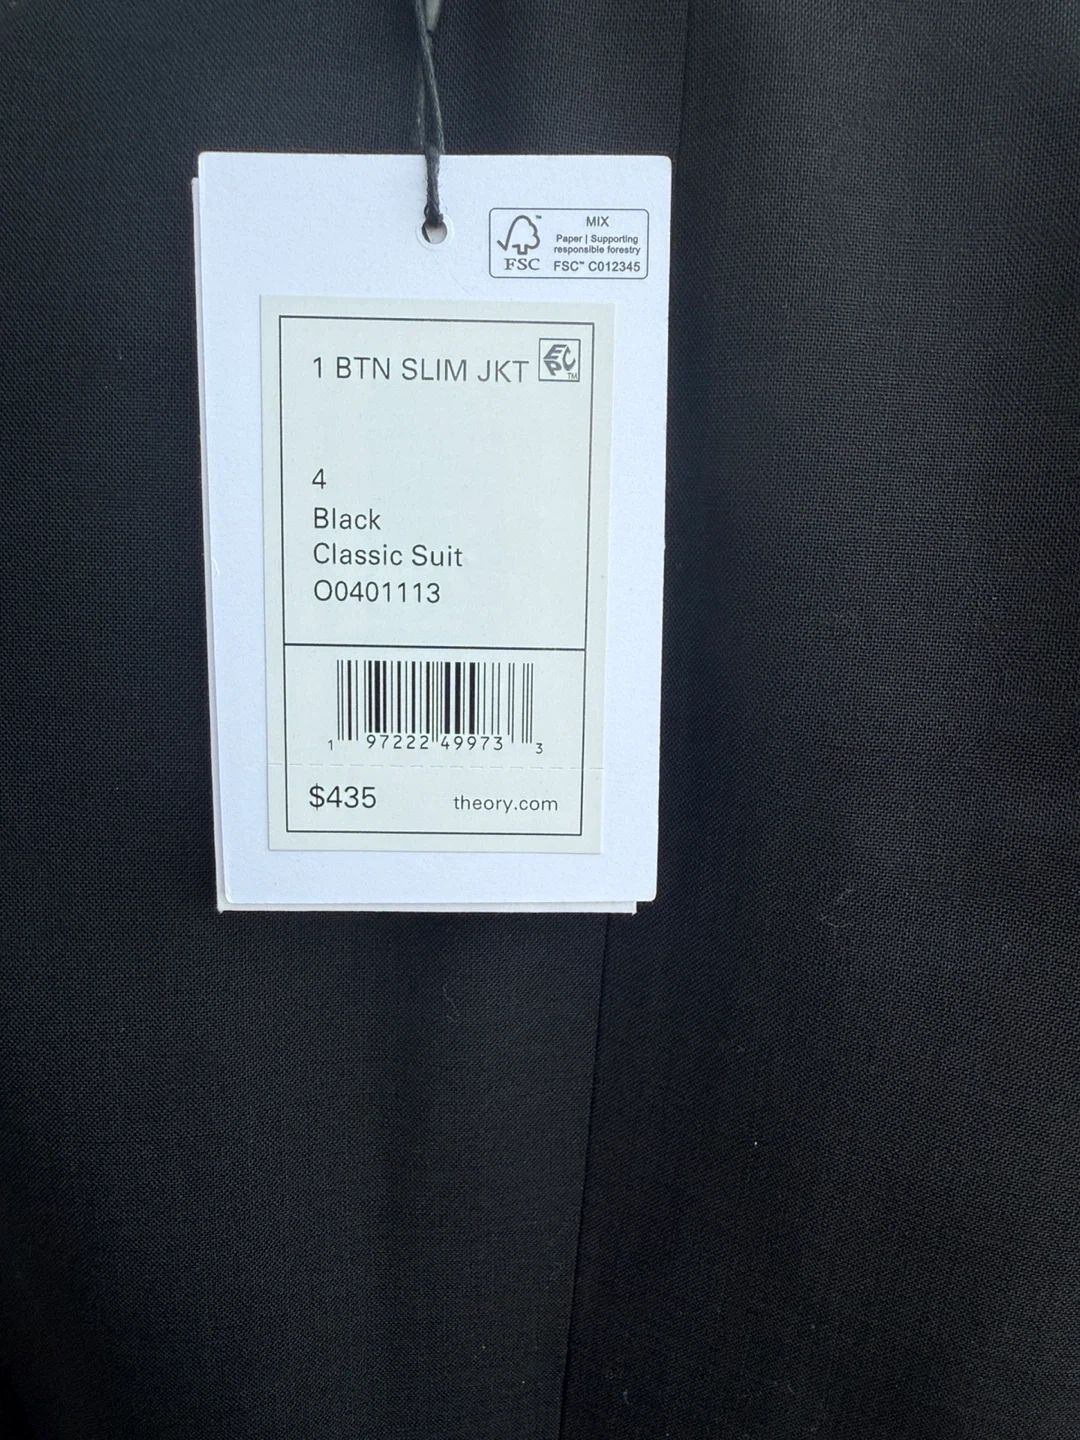 MIX
Paper | Supporting
responsible forestry
FSC™ C012345
FSC
1 BTN SLIM JKT
EPC™
4
Black
Classic Suit
O0401113
1 97222 49973 3
$435 theory.com